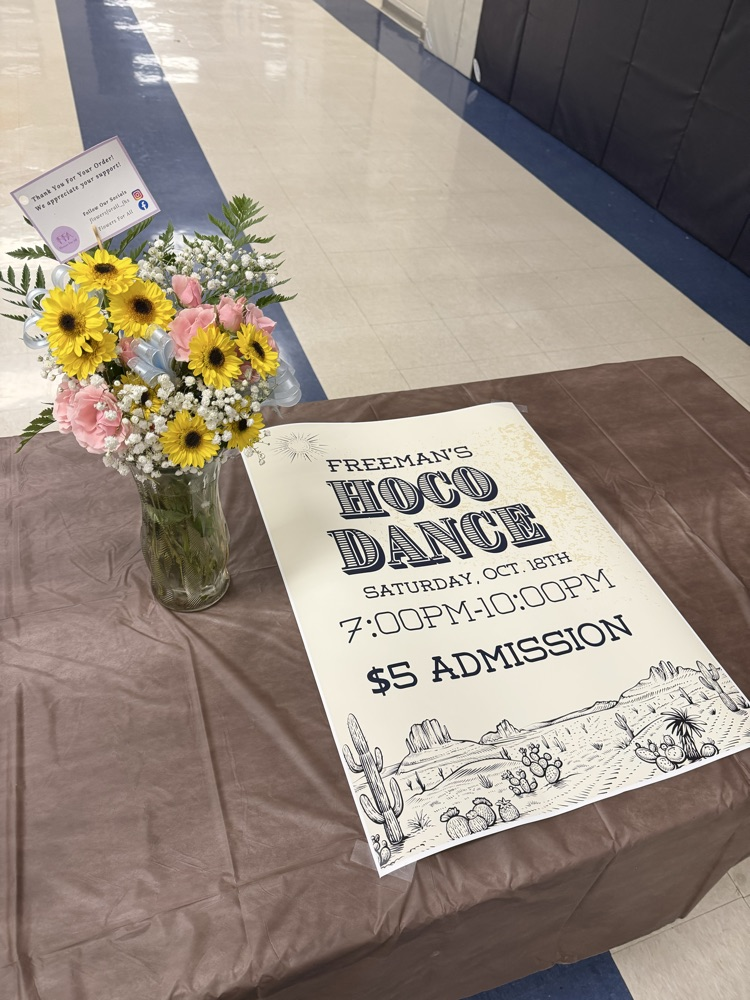 Thank You For Your Order!
We appreciate your support!
Follow Our Socials
Flowers For All
FREEMAN'S
HOCO
DANCE
SATURDAY, OCT. 18TH
7:00PM-10:00PM
$5 ADMISSION